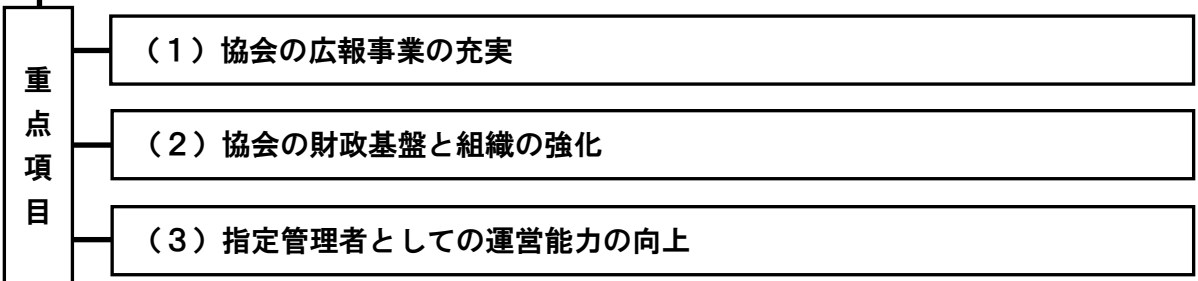 重点項目
（１）協会の広報事業の充実
（２）協会の財政基盤と組織の強化
（３）指定管理者としての運営能力の向上